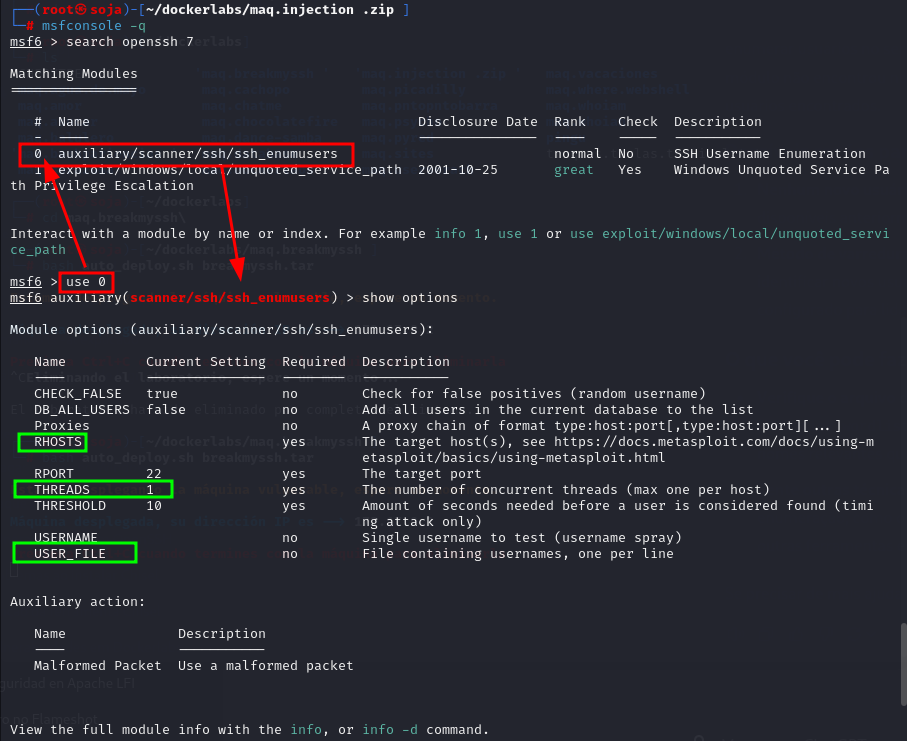 ┌──(root㉿soja)-[~/dockerlabs/maq.injection .zip ]
└─# msfconsole -q
msf6 > search openssh 7
Matching Modules
================
#  Name  Disclosure Date  Rank  Check  Description
-  ----  ---------------  ----  -----  -----------
0  auxiliary/scanner/ssh/ssh_enumusers  normal  No  SSH Username Enumeration
1  exploit/windows/local/unquoted_service_path  2001-10-25  great  Yes  Windows Unquoted Service Pa
th Privilege Escalation
Interact with a module by name or index. For example info 1, use 1 or use exploit/windows/local/unquoted_servi
ce_path
msf6 > use 0
msf6 auxiliary(scanner/ssh/ssh_enumusers) > show options
Module options (auxiliary/scanner/ssh/ssh_enumusers):
Name  Current Setting  Required  Description
----  ---------------  --------  -----------
CHECK_FALSE  true  no  Check for false positives (random username)
DB_ALL_USERS  false  no  Add all users in the current database to the list
Proxies  no  A proxy chain of format type:host:port[,type:host:port][...]
RHOSTS  yes  The target host(s), see https://docs.metasploit.com/docs/using-m
etasploit/basics/using-metasploit.html
RPORT  22  yes  The target port
THREADS  1  yes  The number of concurrent threads (max one per host)
THRESHOLD  10  yes  Amount of seconds needed before a user is considered found (timi
ng attack only)
USERNAME  no  Single username to test (username spray)
USER_FILE  no  File containing usernames, one per line
Auxiliary action:
Name  Description
----  -----------
Malformed Packet  Use a malformed packet
View the full module info with the info, or info -d command.